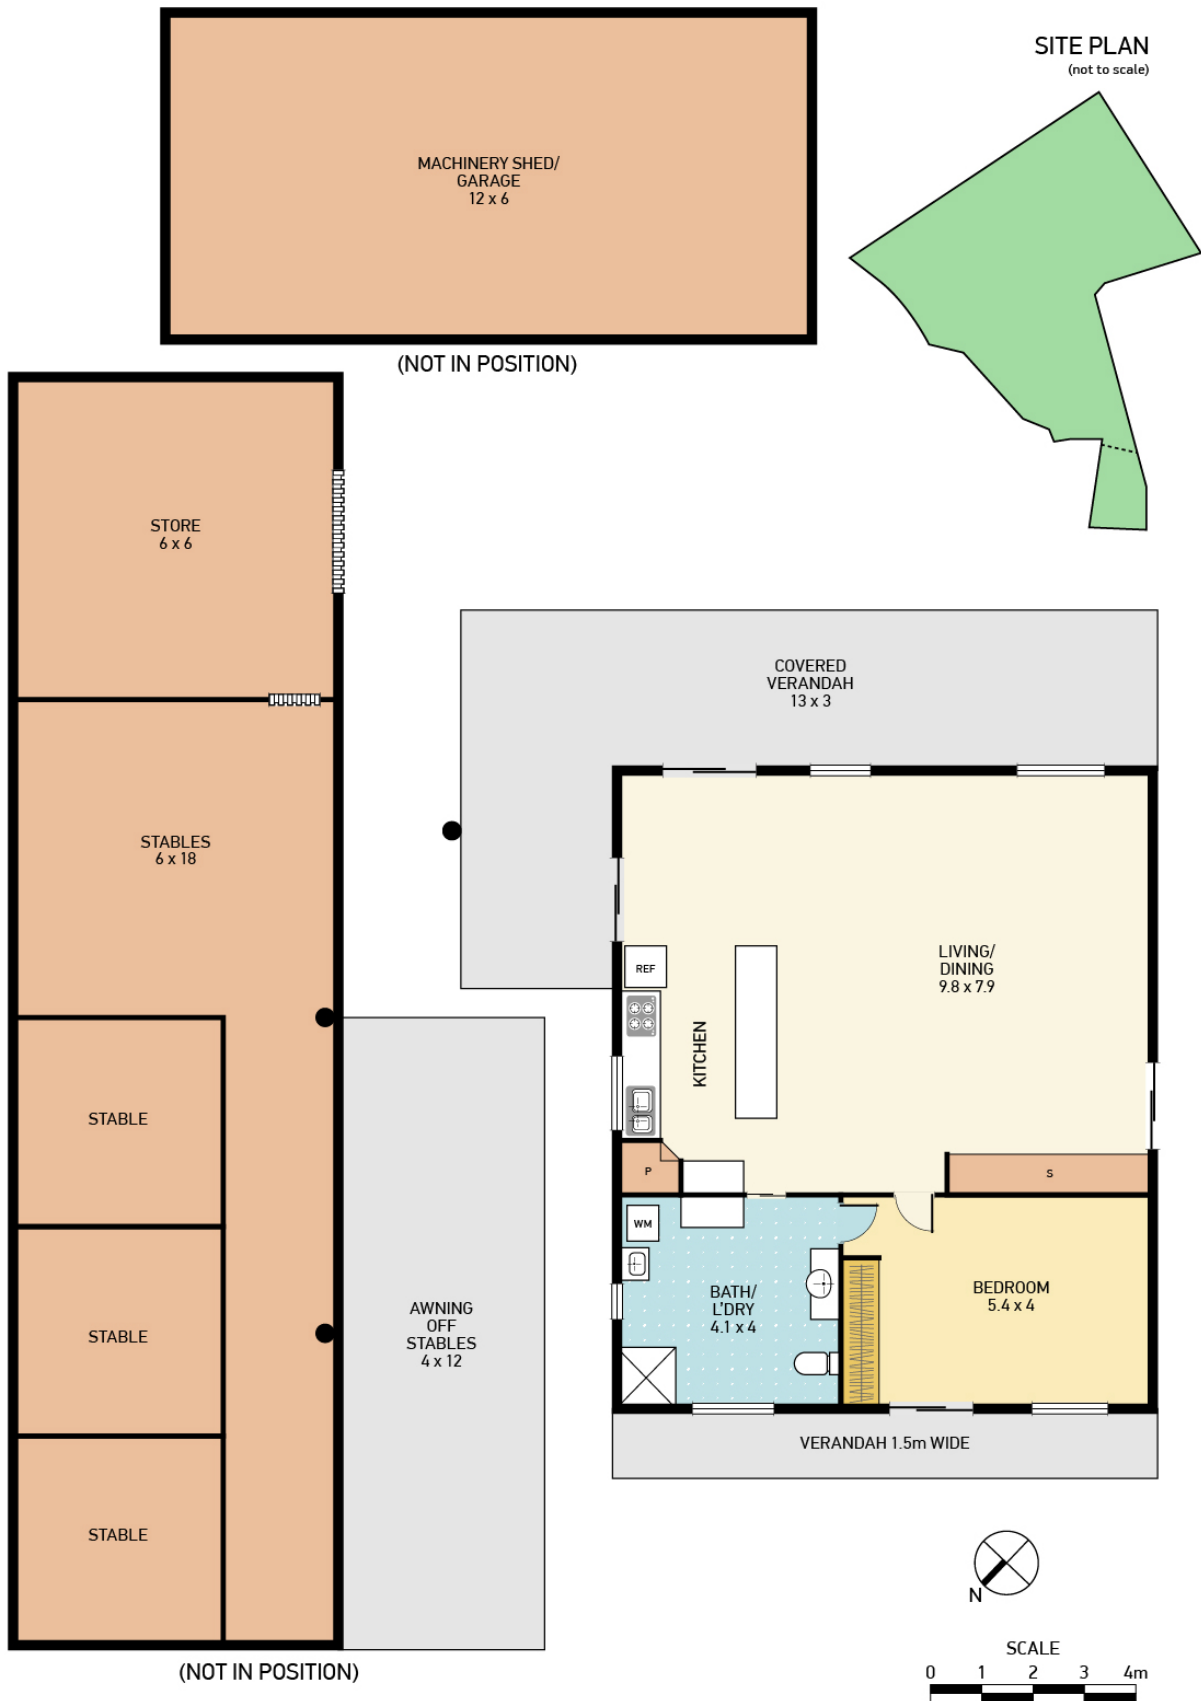 MACHINERY SHED/
GARAGE
12 x 6
(NOT IN POSITION)
SITE PLAN
(not to scale)
STORE
6 x 6
STABLES
6 x 18
STABLE
STABLE
STABLE
(NOT IN POSITION)
AWNING
OFF
STABLES
4 x 12
COVERED
VERANDAH
13 x 3
LIVING/
DINING
9.8 x 7.9
REF
KITCHEN
P
S
WM
BATH/
L'DRY
4.1 x 4
BEDROOM
5.4 x 4
VERANDAH 1.5m WIDE
N
SCALE
0 1 2 3 4m